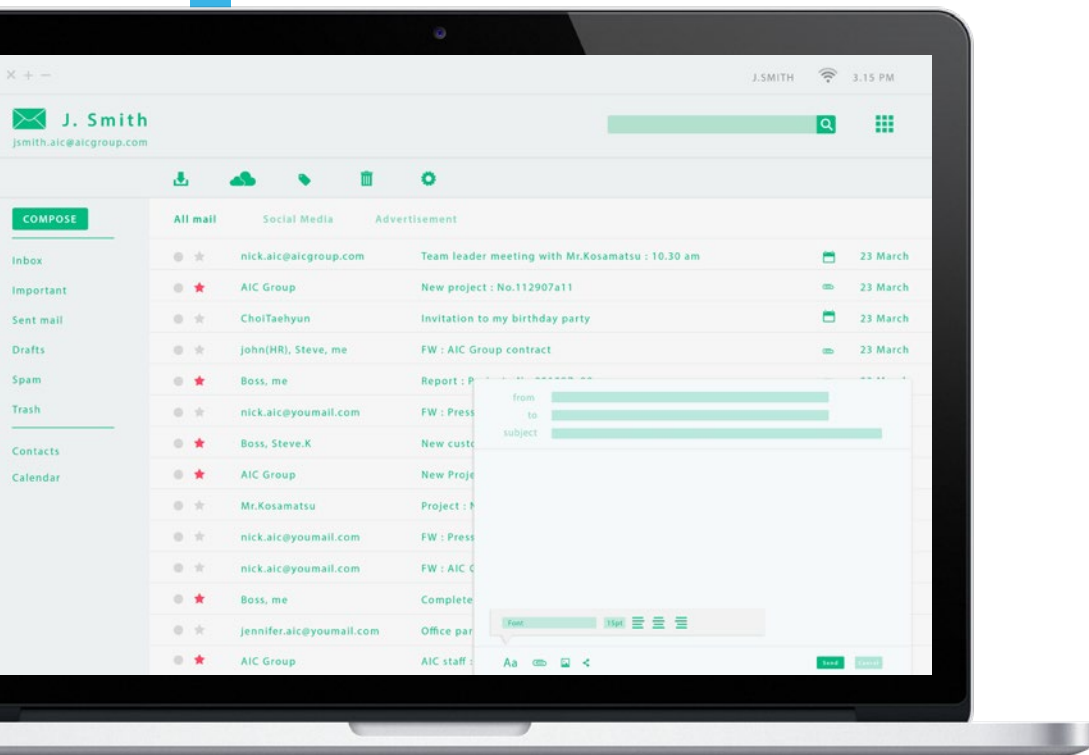 J.SMITH 3.15 PM
J. Smith
jsmith.aic@aicgroup.com
COMPOSE
All mail Social Media Advertisement
Inbox
Important
Sent mail
Drafts
Spam
Trash
Contacts
Calendar
nick.aic@aicgroup.com Team leader meeting with Mr.Kosamatsu : 10.30 am 23 March
AIC Group New project : No.112907a11 23 March
ChoiTaehyun Invitation to my birthday party 23 March
john(HR), Steve, me FW : AIC Group contract 23 March
Boss, me Report :
nick.aic@youmail.com FW : Press
Boss, Steve.K New custo
AIC Group New Proje
Mr.Kosamatsu Project :
nick.aic@youmail.com FW : Press
nick.aic@youmail.com FW : AIC
Boss, me Complete
jennifer.aic@youmail.com Office par
AIC Group AIC staff :
from
to
subject
Font 15pt
Aa Send Cancel